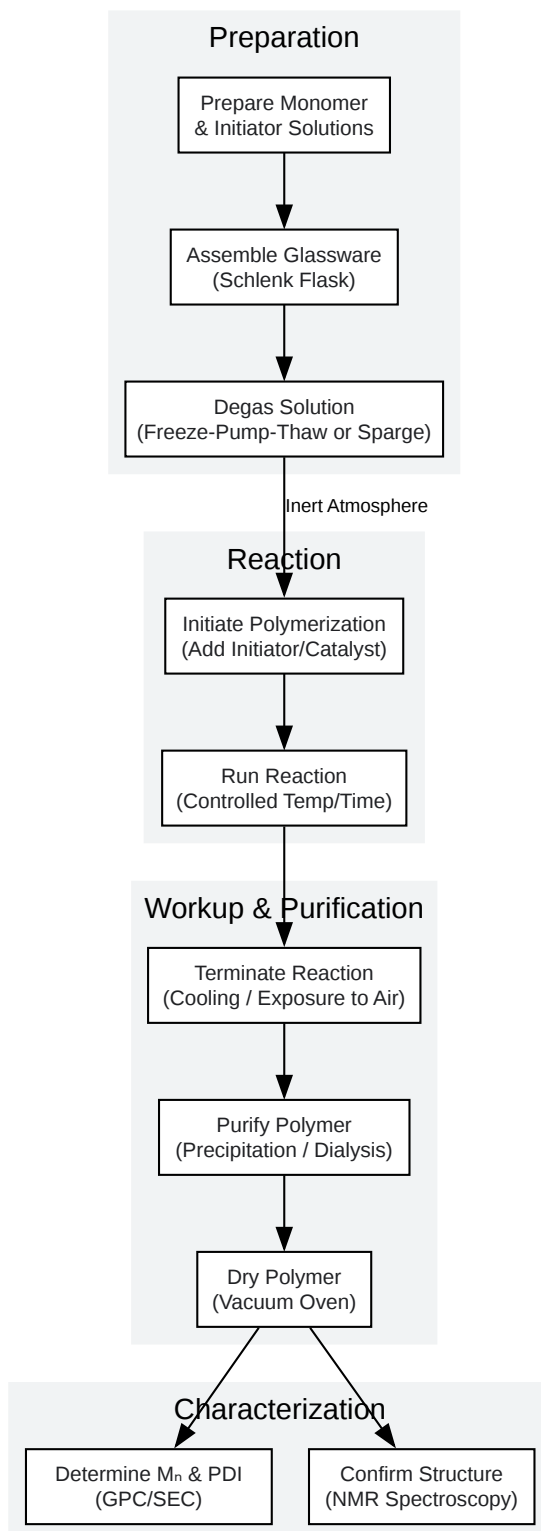 Preparation
Prepare Monomer
& Initiator Solutions
Assemble Glassware
(Schlenk Flask)
Degas Solution
(Freeze-Pump-Thaw or Sparge)
Inert Atmosphere
Reaction
Initiate Polymerization
(Add Initiator/Catalyst)
Run Reaction
(Controlled Temp/Time)
Workup & Purification
Terminate Reaction
(Cooling / Exposure to Air)
Purify Polymer
(Precipitation / Dialysis)
Dry Polymer
(Vacuum Oven)
Characterization
Determine Mₙ & PDI
(GPC/SEC)
Confirm Structure
(NMR Spectroscopy)